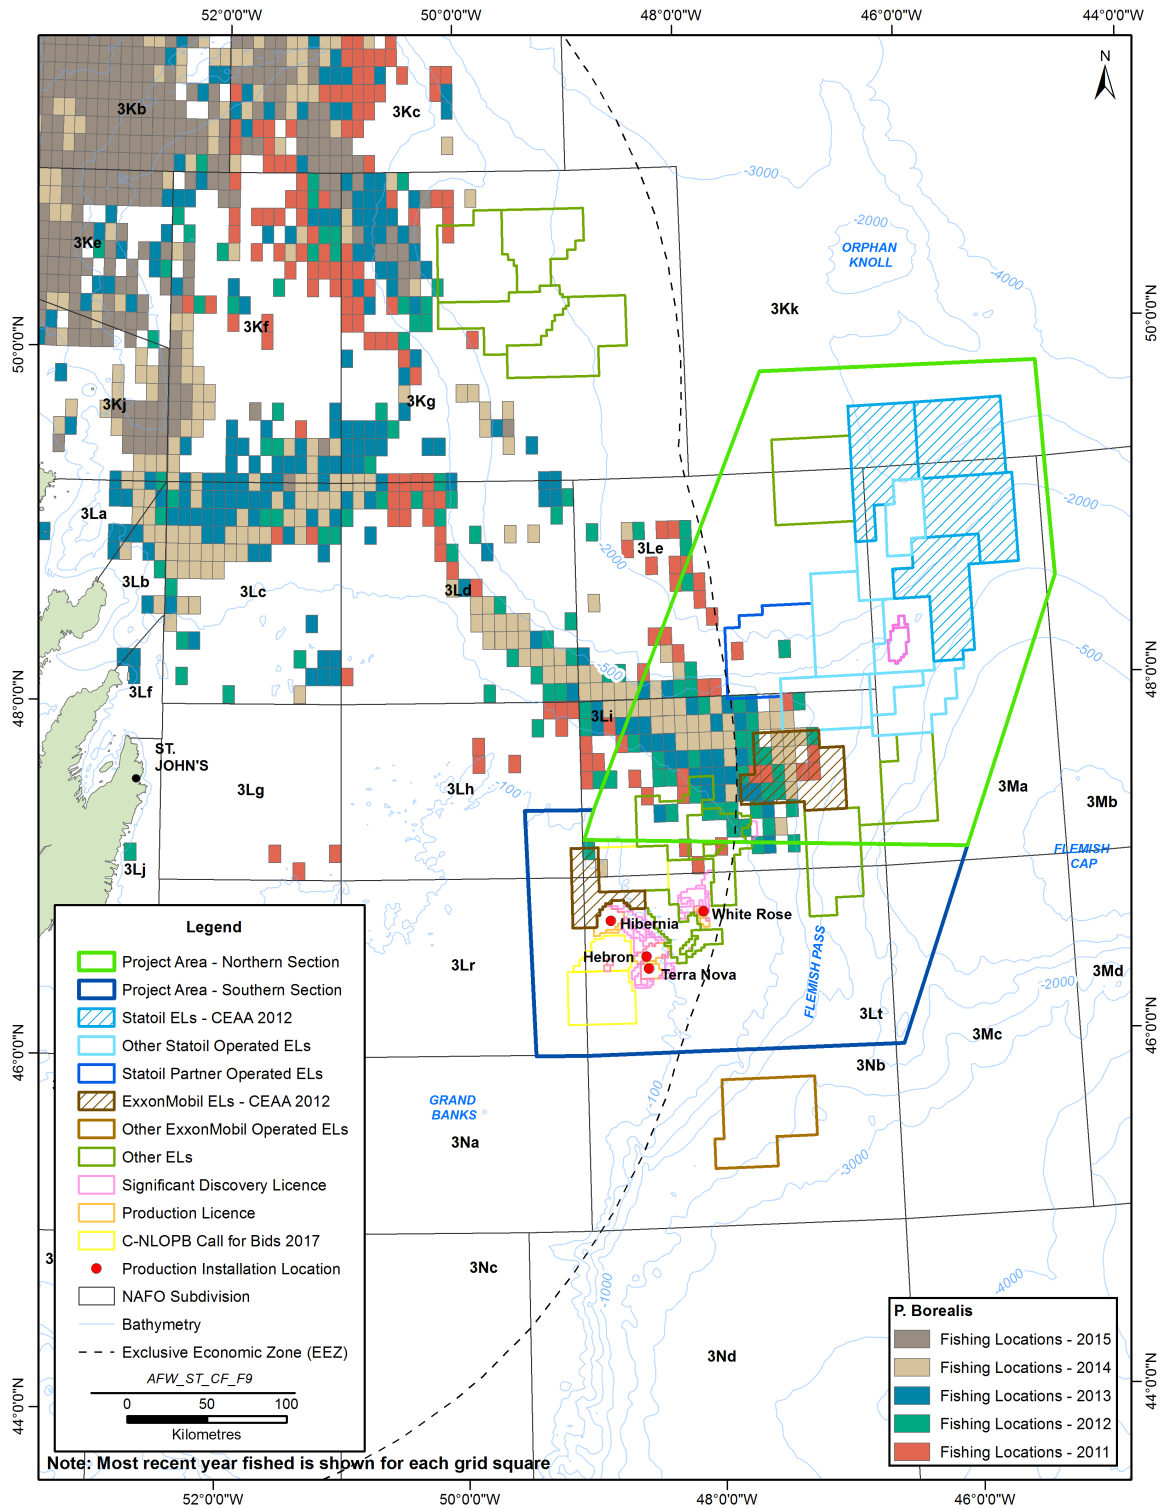 52°0'0"W
50°0'0"W
48°0'0"W
46°0'0"W
44°0'0"W
N
3Kb
3Kc
-3000
-2000
ORPHAN
KNOLL
3Ke
-4000
3Kk
50°0'0"N
50°0'0"N
3Kf
3Kj
3Kg
-2000
3La
3Le
-2000
3Lb
3Lc
3Ld
-500
-500
48°0'0"N
48°0'0"N
3Lf
3Li
ST.
JOHN'S
3Lg
3Lh
-100
3Ma
3Mb
FLEMISH
CAP
3Lj
White Rose
Hibernia
Hebron
Terra Nova
FLEMISH PASS
3Lr
3Md
-2000
3Lt
3Mc
46°0'0"N
46°0'0"N
3Nb
-100
GRAND
BANKS
3Na
-3000
3Nc
-1000
-4000
3Nd
44°0'0"N
44°0'0"N
3
Legend
Project Area - Northern Section
Project Area - Southern Section
Statoil ELs - CEAA 2012
Other Statoil Operated ELs
Statoil Partner Operated ELs
ExxonMobil ELs - CEAA 2012
Other ExxonMobil Operated ELs
Other ELs
Significant Discovery Licence
Production Licence
C-NLOPB Call for Bids 2017
Production Installation Location
NAFO Subdivision
Bathymetry
Exclusive Economic Zone (EEZ)
AFW_ST_CF_F9
0 50 100
Kilometres
P. Borealis
Fishing Locations - 2015
Fishing Locations - 2014
Fishing Locations - 2013
Fishing Locations - 2012
Fishing Locations - 2011
Note: Most recent year fished is shown for each grid square
52°0'0"W
50°0'0"W
48°0'0"W
46°0'0"W